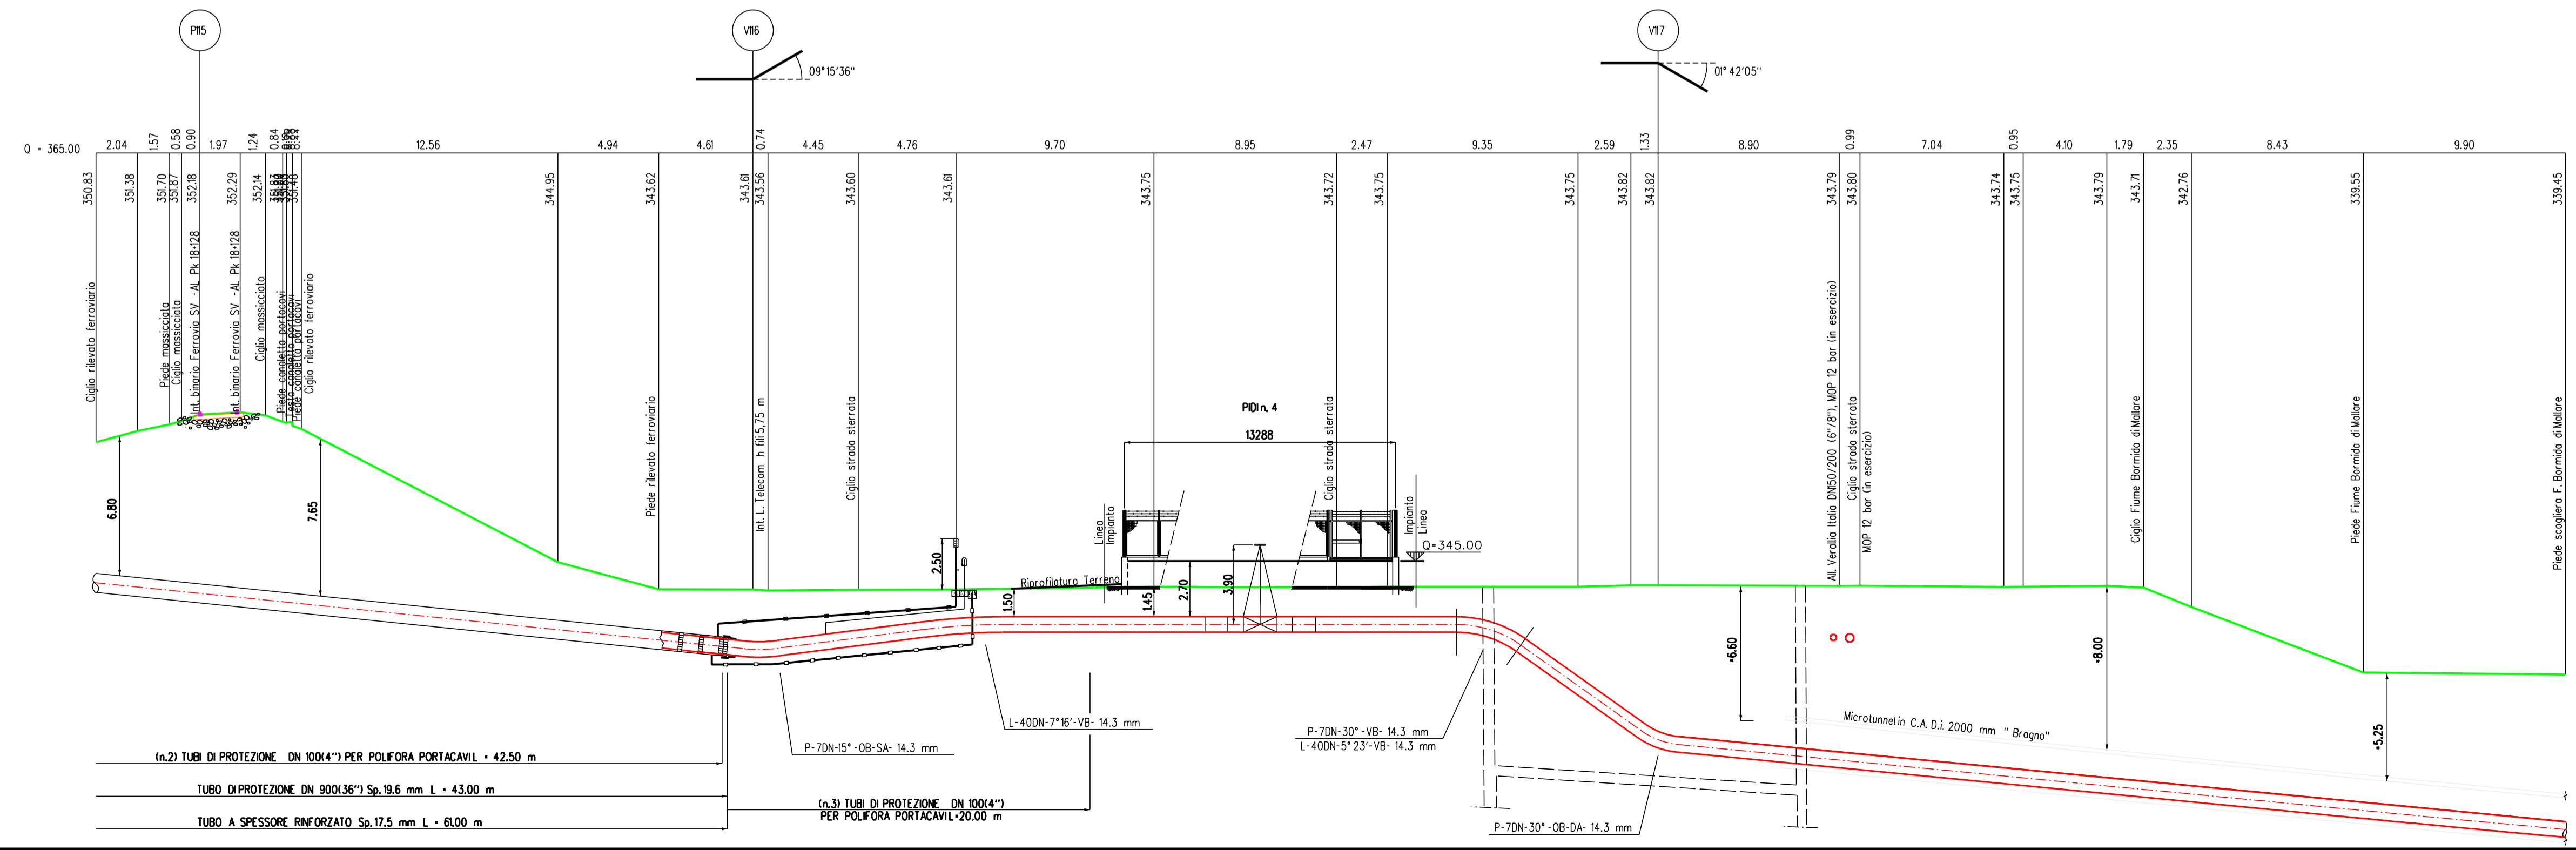 P115
V116
V117
09°15'36"
01°42'05"
Q = 365.00
2.04
1.57
0.58
0.90
1.97
1.24
0.84
12.56
4.94
4.61
0.74
4.45
4.76
9.70
8.95
2.47
9.35
2.59
1.33
8.90
0.99
7.04
0.95
4.10
1.79
2.35
8.43
9.90
350.83
351.38
351.70
351.87
352.18
352.29
352.14
351.83
351.48
344.95
343.62
343.61
343.56
343.60
343.61
343.75
343.72
343.75
343.75
343.82
343.82
343.79
343.80
343.74
343.75
343.79
343.71
342.76
339.55
339.45
Ciglio rilevato ferroviario
Piede massicciata
Ciglio massicciata
Int. binario Ferrovia SV -AL Pk 18+128
Int. binario Ferrovia SV -AL Pk 18+128
Ciglio massicciata
Piede canaletta portacavi
Testa canaletta portacavi
Piede canaletta portacavi
Ciglio rilevato ferroviario
Piede rilevato ferroviario
Int. L. Telecom h fili 5,75 m
Ciglio strada sterrata
Ciglio strada sterrata
All. Verallia Italia DN150/200 (6"/8"), MOP 12 bar (in esercizio)
Ciglio strada sterrata
MOP 12 bar (in esercizio)
Ciglio Fiume Bormida di Mallare
Piede Fiume Bormida di Mallare
Piede scogliera F. Bormida di Mallare
PIDI n. 4
13288
Linea
Impianto
Impianto
Linea
Q=345.00
Riprofilatura Terreno
6.80
7.65
2.50
1.50
1.45
2.70
3.90
≈6.60
≈8.00
≈5.25
Microtunnel in C.A. D.i. 2000 mm " Bragno"
L-40DN-7°16'-VB- 14.3 mm
P-7DN-15° -OB-SA- 14.3 mm
P-7DN-30° -VB- 14.3 mm
L-40DN-5° 23'-VB- 14.3 mm
P-7DN-30° -OB-DA- 14.3 mm
(n.2) TUBI DI PROTEZIONE DN 100(4") PER POLIFORA PORTACAVI L = 42.50 m
TUBO DI PROTEZIONE DN 900(36") Sp.19.6 mm L = 43.00 m
TUBO A SPESSORE RINFORZATO Sp.17.5 mm L = 61.00 m
(n.3) TUBI DI PROTEZIONE DN 100(4")
PER POLIFORA PORTACAVI L=20.00 m